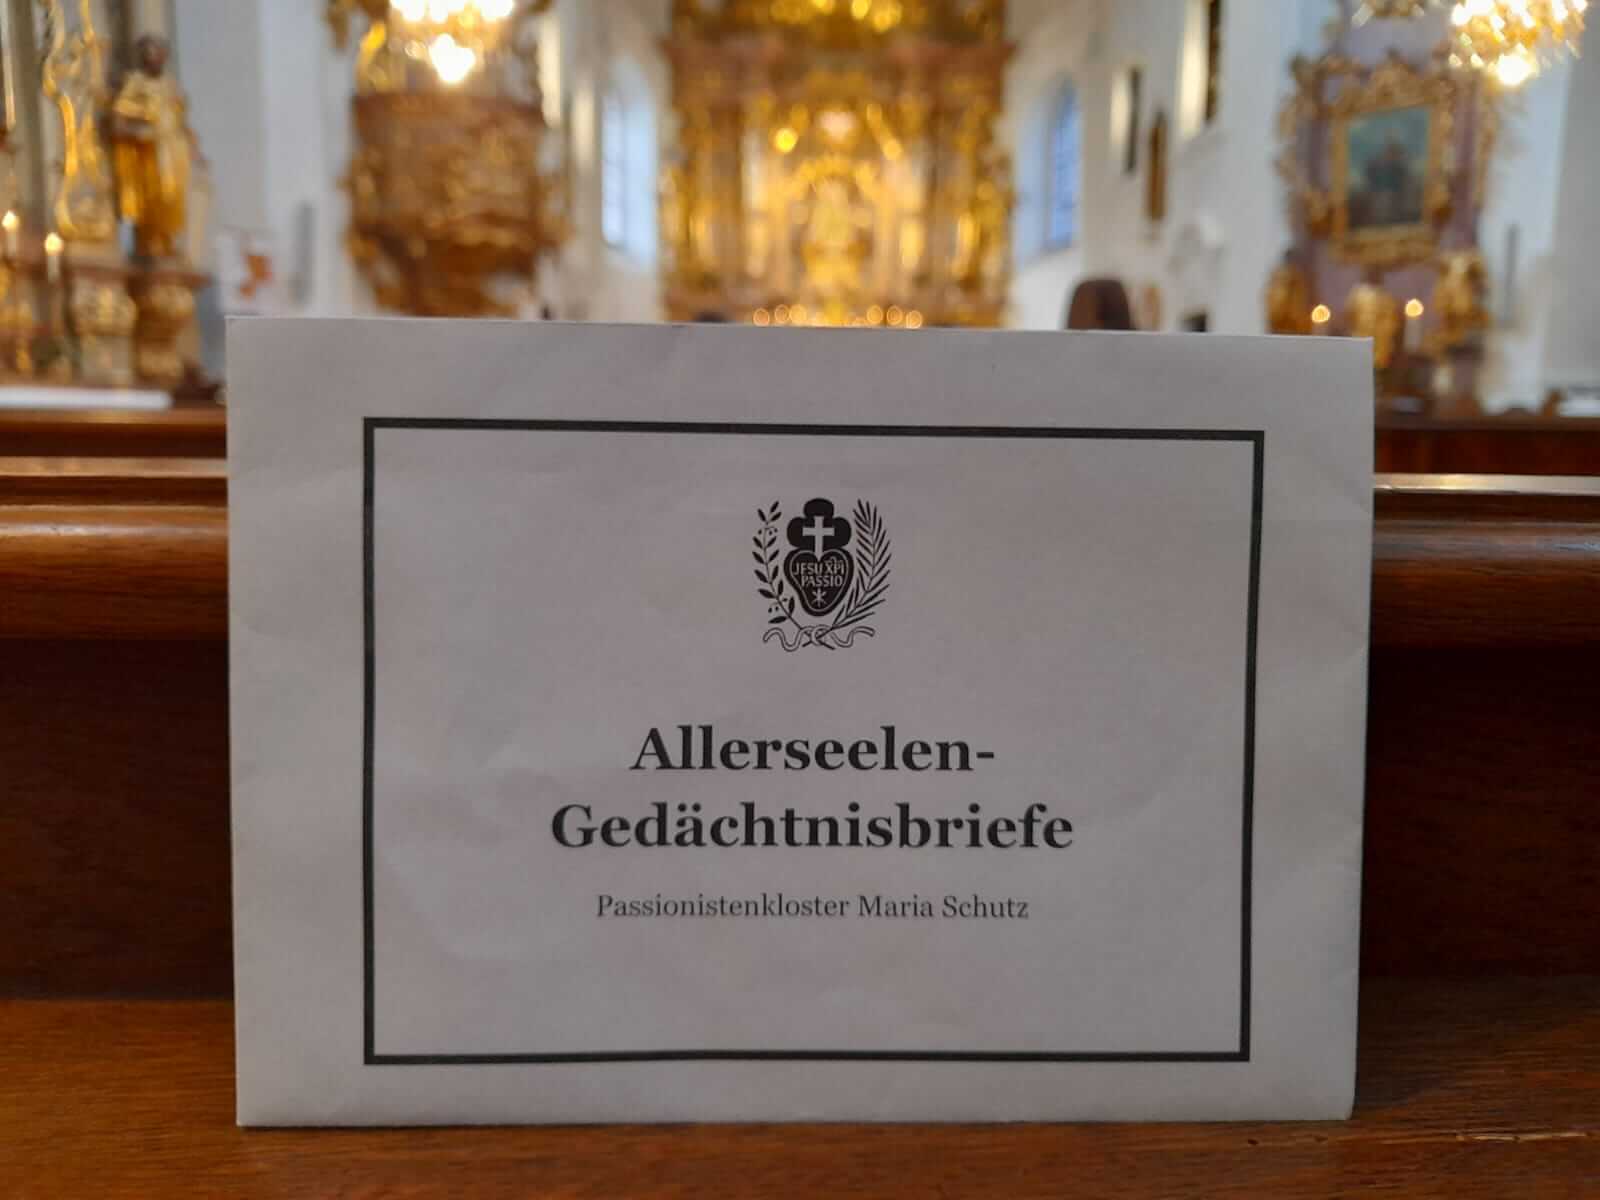 JESU XPI
PASSIO
Allerseelen-
Gedächtnisbriefe
Passionistenkloster Maria Schutz